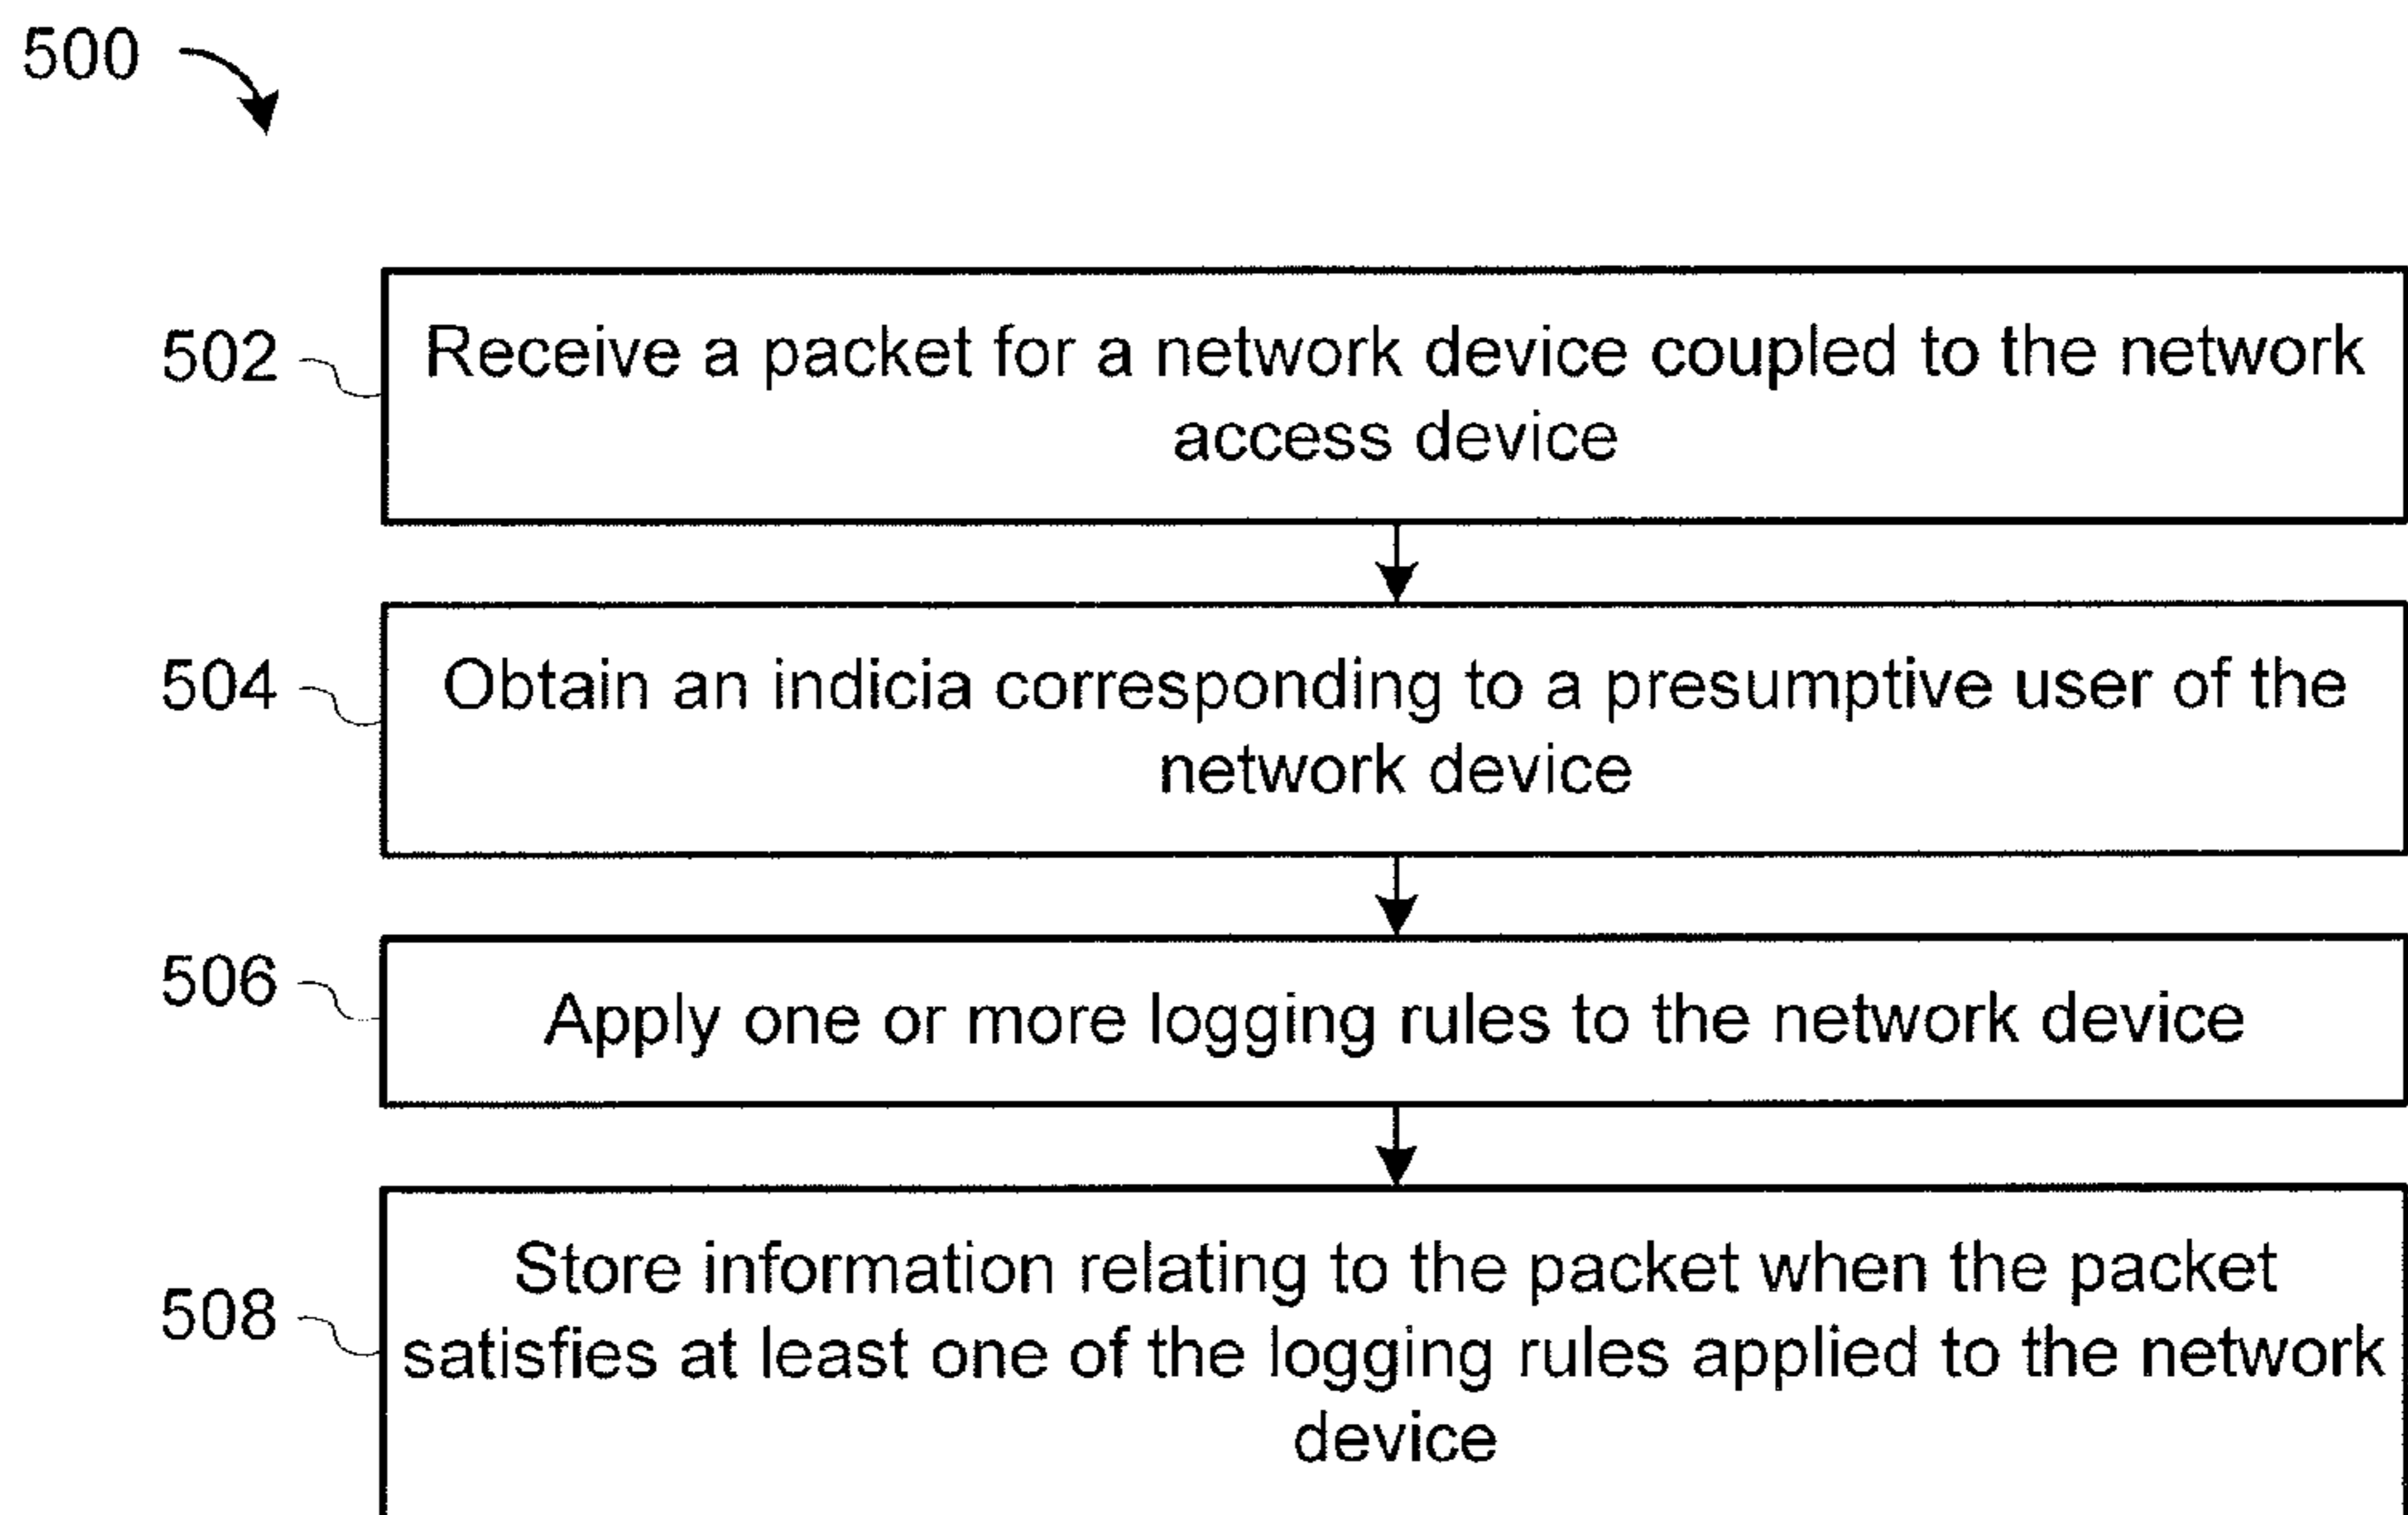 500
502
Receive a packet for a network device coupled to the network
access device
504
Obtain an indicia corresponding to a presumptive user of the
network device
506
Apply one or more logging rules to the network device
508
Store information relating to the packet when the packet
satisfies at least one of the logging rules applied to the network
device